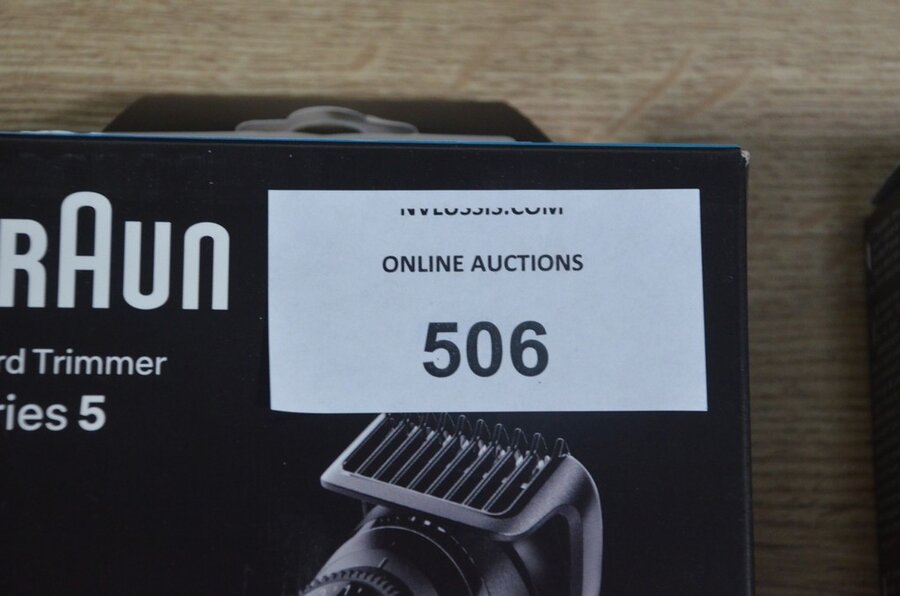 RAUN
rd Trimmer
ries 5
ONLINE AUCTIONS
506